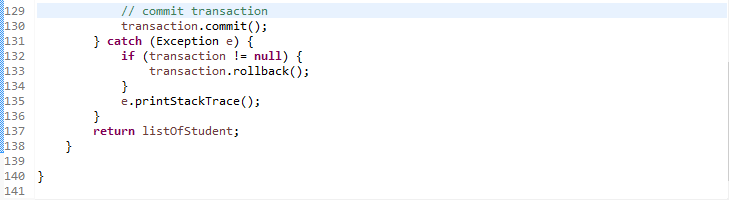 129 // commit transaction
130 transaction.commit();
131 } catch (Exception e) {
132 if (transaction != null) {
133 transaction.rollback();
134 }
135 e.printStackTrace();
136 }
137 return listOfStudent;
138 }
139
140 }
141